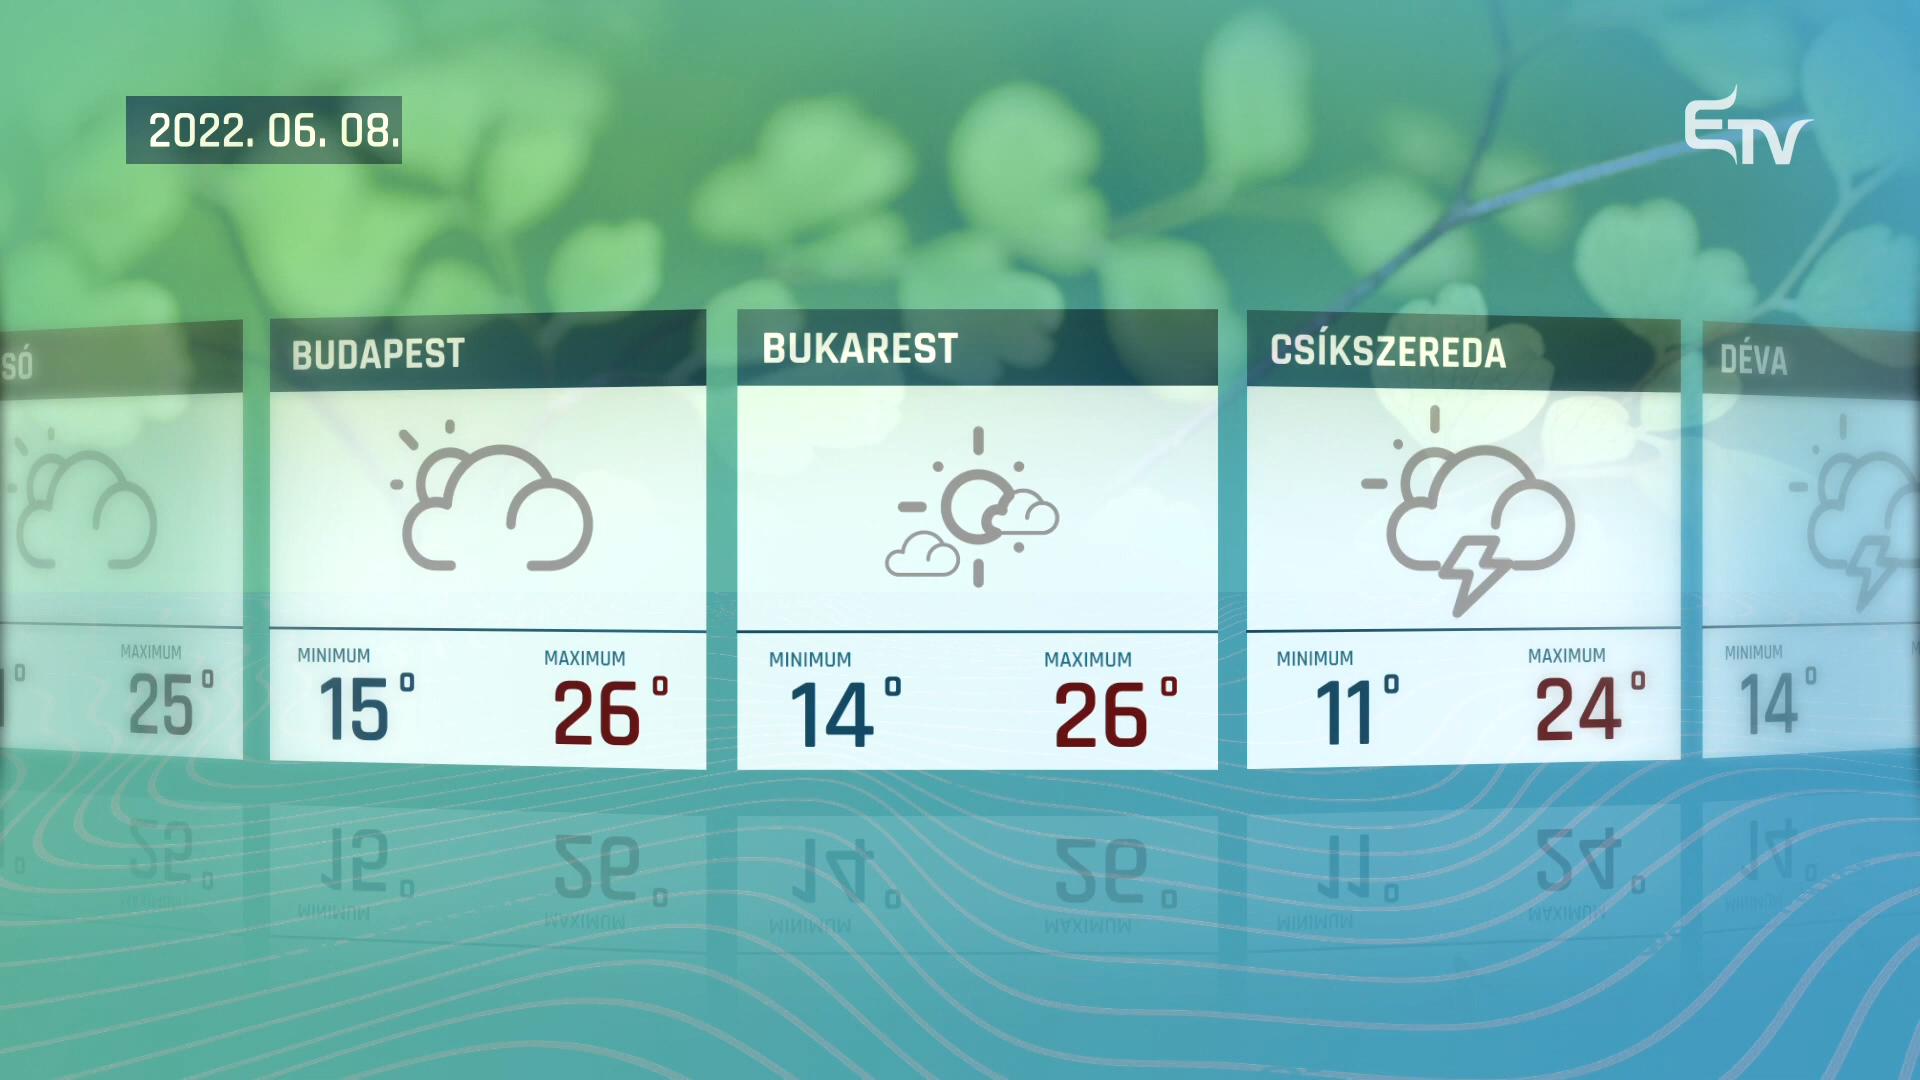 2022. 06. 08.
ETV
SÓ
MAXIMUM
25°
BUDAPEST
MINIMUM
15°
MAXIMUM
26°
BUKAREST
MINIMUM
14°
MAXIMUM
26°
CSÍKSZEREDA
MINIMUM
11°
MAXIMUM
24°
DÉVA
MINIMUM
14°